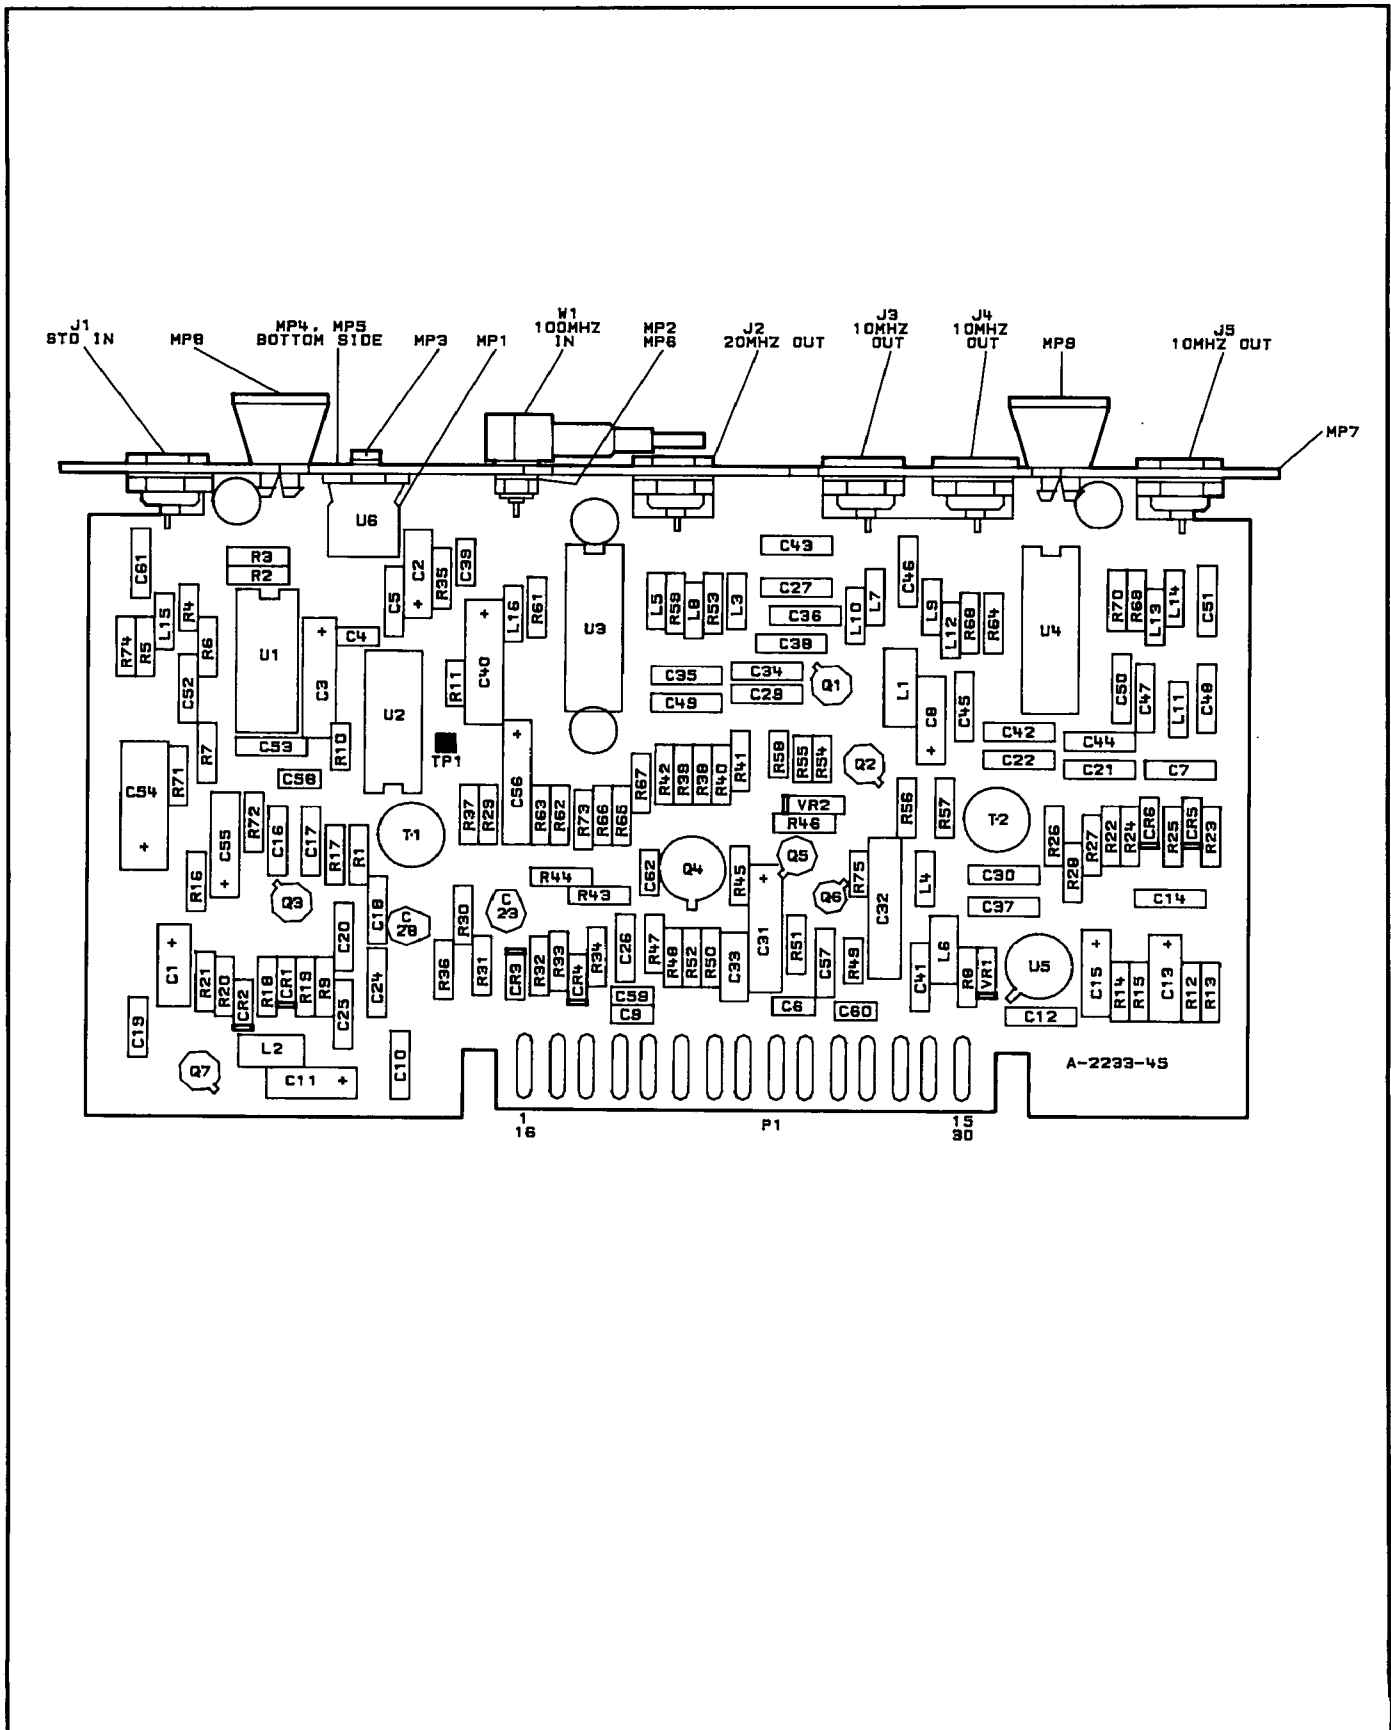 J1
STD IN
MP8
MP4, MP5
BOTTOM SIDE
MP3
MP1
W1
100MHZ
IN
MP2
MP6
J2
20MHZ OUT
J3
10MHZ
OUT
J4
10MHZ
OUT
MP9
J5
10MHZ OUT
MP7
U6
C61
R3
R2
C2
+
R35
C39
C5
C43
C27
C36
C38
C46
R4
L15
R74
R5
R6
U1
+
C3
C4
U2
R11
+
C40
L16
R61
U3
L5
R59
L8
R53
L3
L10
L7
L9
L12
R68
R64
U4
R70
R69
L13
L14
C51
C52
R7
C53
R10
C58
TP1
+
C56
C35
C49
C34
C29
Q1
L1
C8
+
C45
C42
C22
C44
C21
C50
C47
L11
C48
C7
C54
+
R71
C55
+
R72
C16
C17
R17
R1
T1
R37
R29
R63
R62
R73
R66
R65
R67
R42
R39
R38
R40
R41
R58
R55
R54
Q2
VR2
R46
R56
R57
T2
R26
R28
R27
R22
R24
CR6
R25
CR5
R23
R16
Q3
C18
C
28
R30
C
23
R44
R43
C62
Q4
R45
+
C31
Q5
Q6
R75
C32
L4
C30
C37
C14
C1 +
R21
R20
CR2
R18
CR1
R19
R9
C20
C25
C24
R36
R31
CR3
R32
R33
CR4
R34
C26
C59
C9
R47
R48
R52
R50
C33
R51
C57
R49
C6
C60
C41
L6
R8
VR1
U5
C12
C15 +
R14
R15
C13 +
R12
R13
C19
Q7
L2
C11 +
C10
A-2233-4S
1
16
P1
15
30